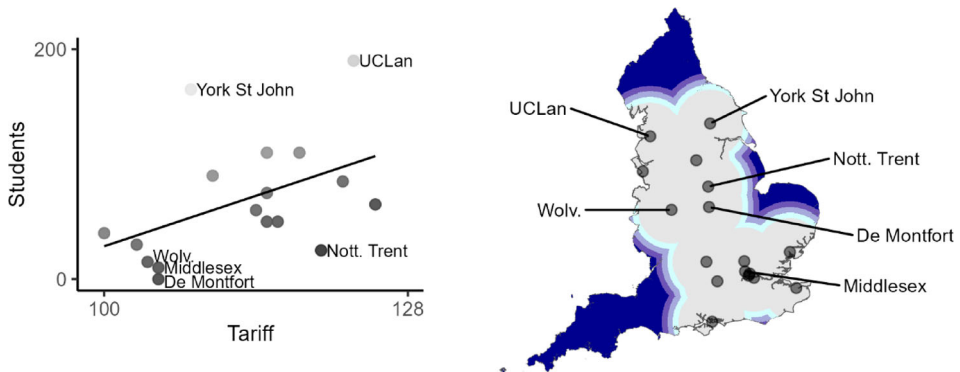 200
UCLan
York St John
Students
Wolv.
Middlesex
De Montfort
Nott. Trent
0
100
128
Tariff
UCLan
York St John
Nott. Trent
Wolv.
De Montfort
Middlesex